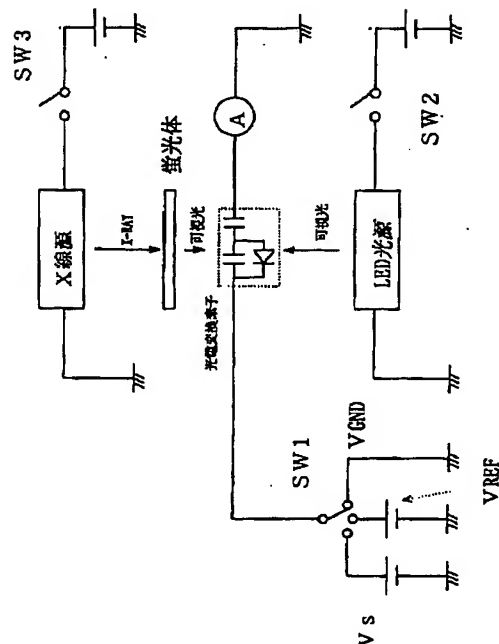 SW3
X線源
X-RAY
蛍光体
可視光
光電変換素子
A
可視光
LED光源
SW2
SW1
VGND
Vs
A
VREF